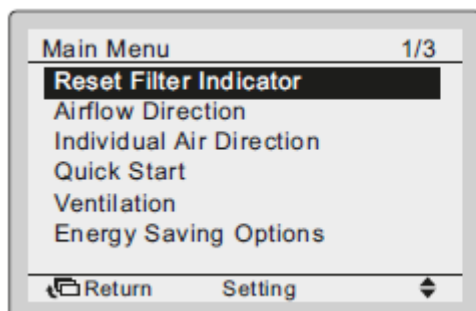 Main Menu 1/3
Reset Filter Indicator
Airflow Direction
Individual Air Direction
Quick Start
Ventilation
Energy Saving Options
Return Setting